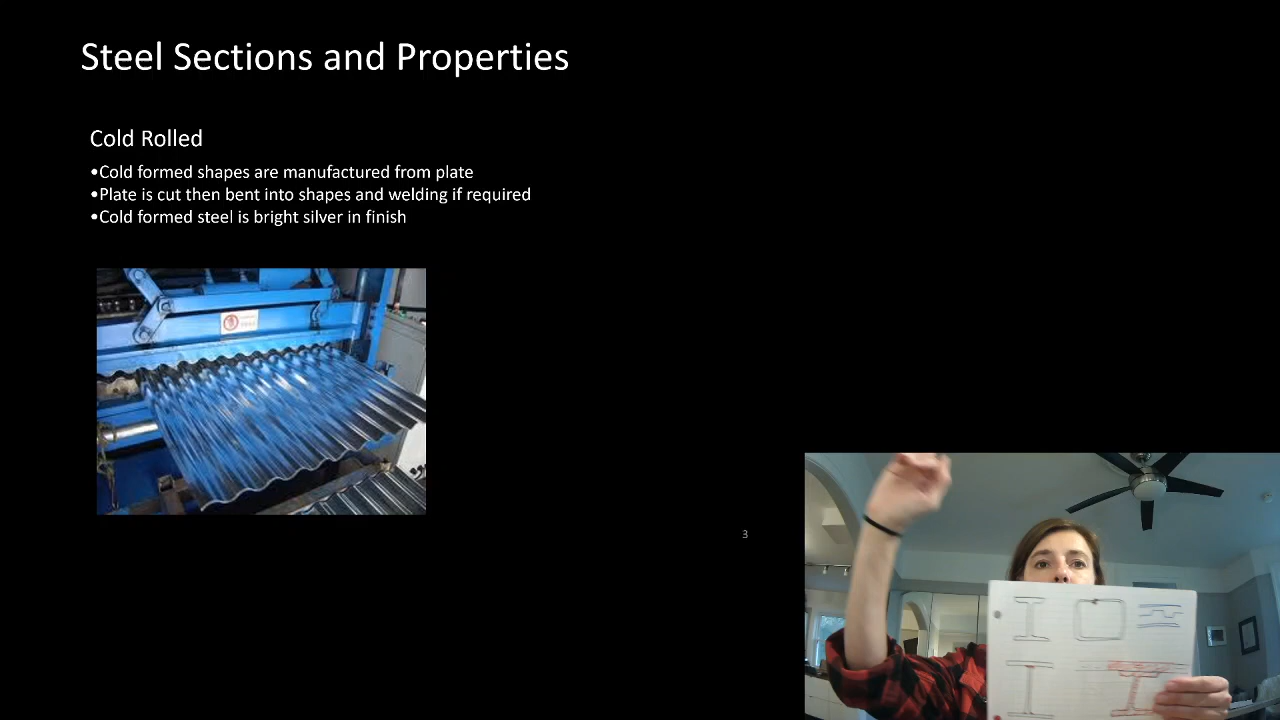 Steel Sections and Properties
Cold Rolled
•Cold formed shapes are manufactured from plate
•Plate is cut then bent into shapes and welding if required
•Cold formed steel is bright silver in finish
3